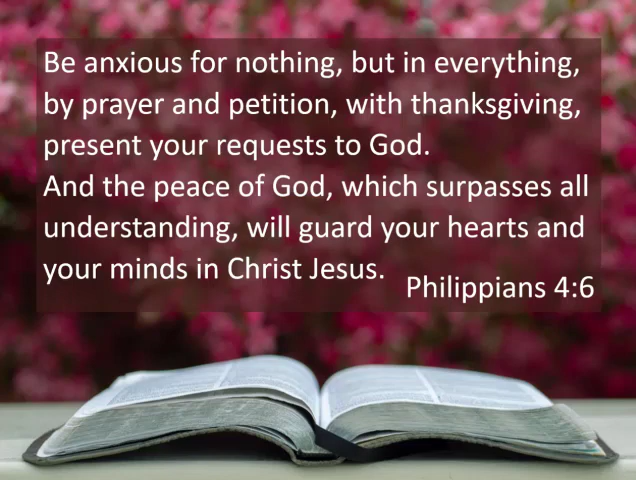 Be anxious for nothing, but in everything,
by prayer and petition, with thanksgiving,
present your requests to God.
And the peace of God, which surpasses all
understanding, will guard your hearts and
your minds in Christ Jesus.
Philippians 4:6